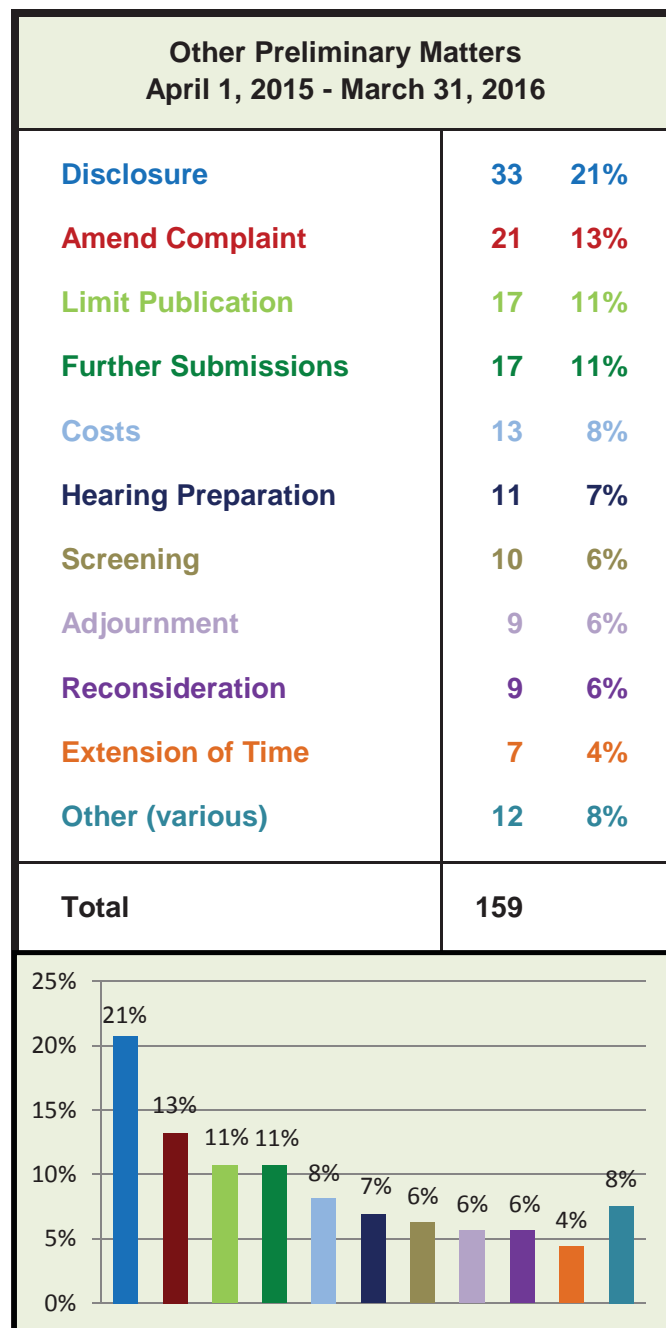 Other Preliminary Matters
April 1, 2015 - March 31, 2016
Disclosure 33 21%
Amend Complaint 21 13%
Limit Publication 17 11%
Further Submissions 17 11%
Costs 13 8%
Hearing Preparation 11 7%
Screening 10 6%
Adjournment 9 6%
Reconsideration 9 6%
Extension of Time 7 4%
Other (various) 12 8%
Total 159
25%
21%
20%
15%
13%
11% 11%
10%
8% 7% 6% 6% 6% 4% 8%
5%
0%